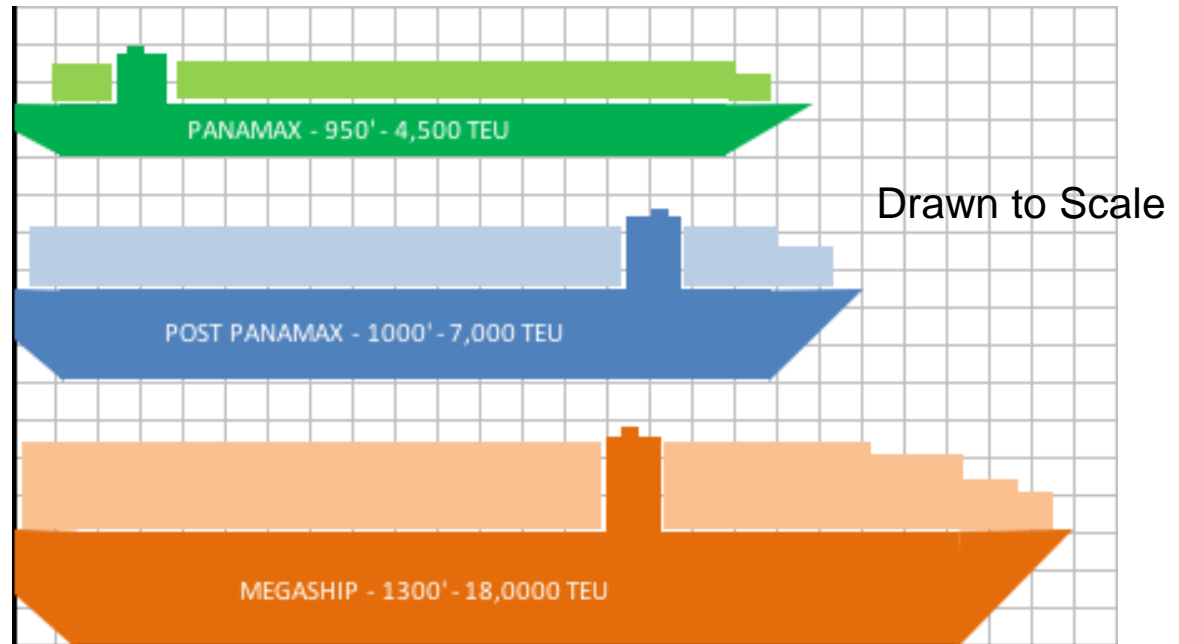 PANAMAX - 950' - 4,500 TEU
Drawn to Scale
POST PANAMAX - 1000' - 7,000 TEU
MEGASHIP - 1300' - 18,0000 TEU